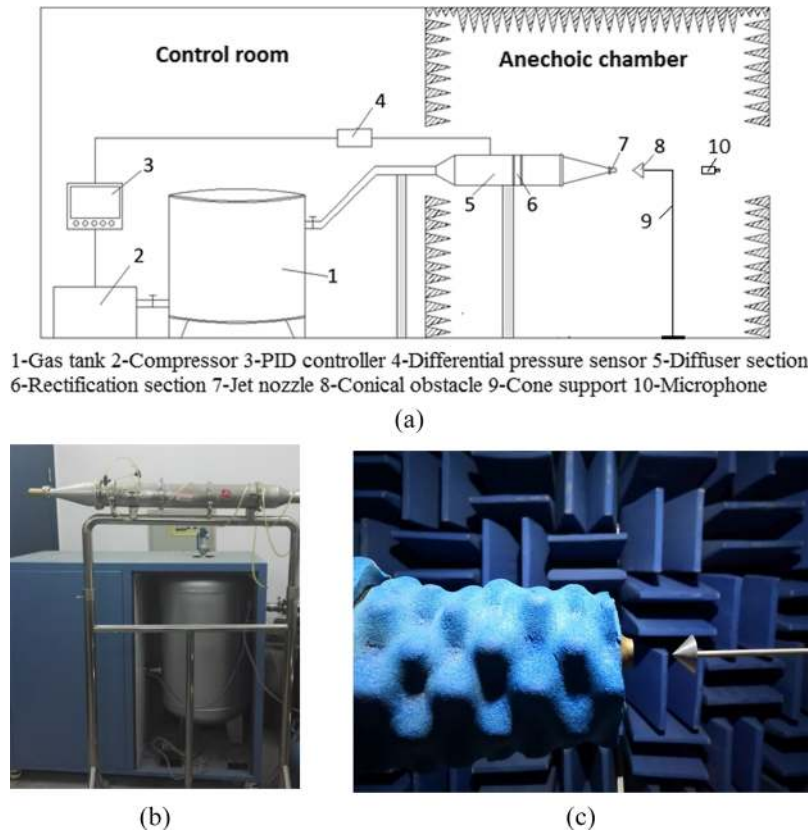 Control room
Anechoic chamber
4
3
2
1
5
6
7
8
9
10
1-Gas tank 2-Compressor 3-PID controller 4-Differential pressure sensor 5-Diffuser section
6-Rectification section 7-Jet nozzle 8-Conical obstacle 9-Cone support 10-Microphone
(a)
(b)
(c)